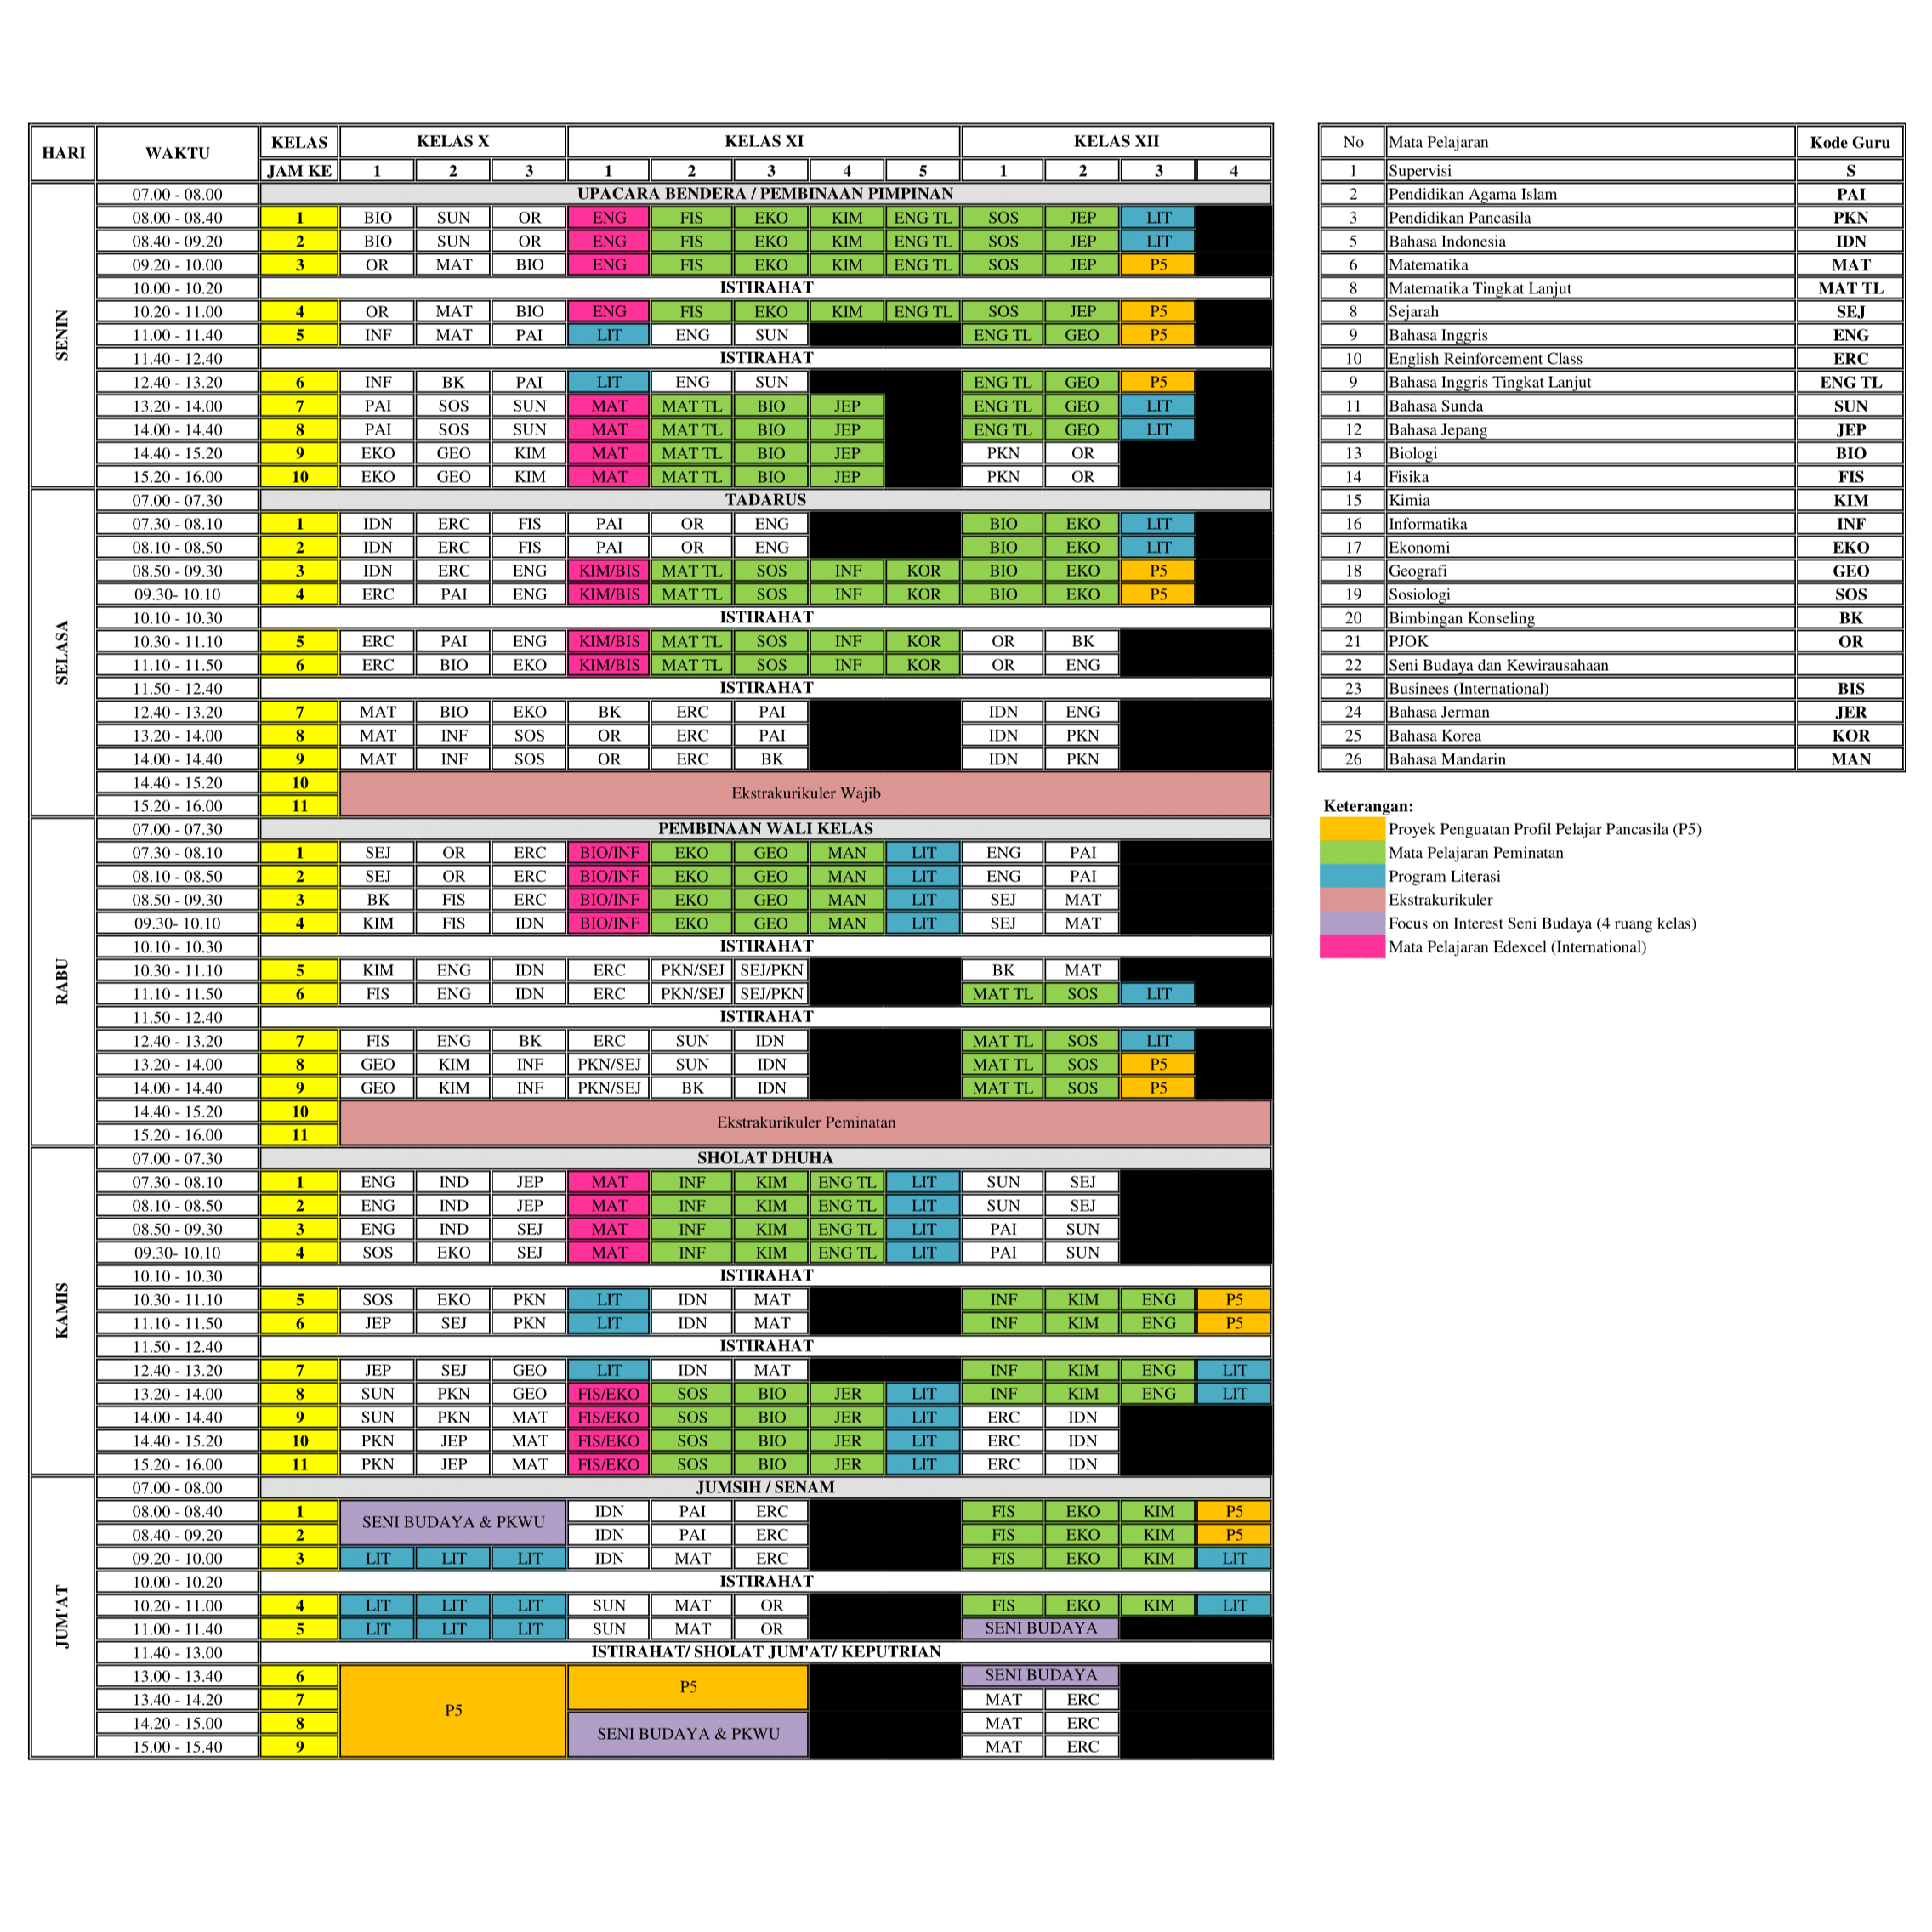 HARI WAKTU KELAS KELAS X KELAS XI KELAS XII
JAM KE 1 2 3 1 2 3 4 5 1 2 3 4
SENIN
07.00 - 08.00 UPACARA BENDERA / PEMBINAAN PIMPINAN
08.00 - 08.40 1 BIO SUN OR ENG FIS EKO KIM ENG TL SOS JEP LIT
08.40 - 09.20 2 BIO SUN OR ENG FIS EKO KIM ENG TL SOS JEP LIT
09.20 - 10.00 3 OR MAT BIO ENG FIS EKO KIM ENG TL SOS JEP P5
10.00 - 10.20 ISTIRAHAT
10.20 - 11.00 4 OR MAT BIO ENG FIS EKO KIM ENG TL SOS JEP P5
11.00 - 11.40 5 INF MAT PAI LIT ENG SUN ENG TL GEO P5
11.40 - 12.40 ISTIRAHAT
12.40 - 13.20 6 INF BK PAI LIT ENG SUN ENG TL GEO P5
13.20 - 14.00 7 PAI SOS SUN MAT MAT TL BIO JEP ENG TL GEO LIT
14.00 - 14.40 8 PAI SOS SUN MAT MAT TL BIO JEP ENG TL GEO LIT
14.40 - 15.20 9 EKO GEO KIM MAT MAT TL BIO JEP PKN OR
15.20 - 16.00 10 EKO GEO KIM MAT MAT TL BIO JEP PKN OR
SELASA
07.00 - 07.30 TADARUS
07.30 - 08.10 1 IDN ERC FIS PAI OR ENG BIO EKO LIT
08.10 - 08.50 2 IDN ERC FIS PAI OR ENG BIO EKO LIT
08.50 - 09.30 3 IDN ERC ENG KIM/BIS MAT TL SOS INF KOR BIO EKO P5
09.30- 10.10 4 ERC PAI ENG KIM/BIS MAT TL SOS INF KOR BIO EKO P5
10.10 - 10.30 ISTIRAHAT
10.30 - 11.10 5 ERC PAI ENG KIM/BIS MAT TL SOS INF KOR OR BK
11.10 - 11.50 6 ERC BIO EKO KIM/BIS MAT TL SOS INF KOR OR ENG
11.50 - 12.40 ISTIRAHAT
12.40 - 13.20 7 MAT BIO EKO BK ERC PAI IDN ENG
13.20 - 14.00 8 MAT INF SOS OR ERC PAI IDN PKN
14.00 - 14.40 9 MAT INF SOS OR ERC BK IDN PKN
14.40 - 15.20 10 Ekstrakurikuler Wajib
15.20 - 16.00 11
RABU
07.00 - 07.30 PEMBINAAN WALI KELAS
07.30 - 08.10 1 SEJ OR ERC BIO/INF EKO GEO MAN LIT ENG PAI
08.10 - 08.50 2 SEJ OR ERC BIO/INF EKO GEO MAN LIT ENG PAI
08.50 - 09.30 3 BK FIS ERC BIO/INF EKO GEO MAN LIT SEJ MAT
09.30- 10.10 4 KIM FIS IDN BIO/INF EKO GEO MAN LIT SEJ MAT
10.10 - 10.30 ISTIRAHAT
10.30 - 11.10 5 KIM ENG IDN ERC PKN/SEJ SEJ/PKN BK MAT
11.10 - 11.50 6 FIS ENG IDN ERC PKN/SEJ SEJ/PKN MAT TL SOS LIT
11.50 - 12.40 ISTIRAHAT
12.40 - 13.20 7 FIS ENG BK ERC SUN IDN MAT TL SOS LIT
13.20 - 14.00 8 GEO KIM INF PKN/SEJ SUN IDN MAT TL SOS P5
14.00 - 14.40 9 GEO KIM INF PKN/SEJ BK IDN MAT TL SOS P5
14.40 - 15.20 10 Ekstrakurikuler Peminatan
15.20 - 16.00 11
KAMIS
07.00 - 07.30 SHOLAT DHUHA
07.30 - 08.10 1 ENG IND JEP MAT INF KIM ENG TL LIT SUN SEJ
08.10 - 08.50 2 ENG IND JEP MAT INF KIM ENG TL LIT SUN SEJ
08.50 - 09.30 3 ENG IND SEJ MAT INF KIM ENG TL LIT PAI SUN
09.30- 10.10 4 SOS EKO SEJ MAT INF KIM ENG TL LIT PAI SUN
10.10 - 10.30 ISTIRAHAT
10.30 - 11.10 5 SOS EKO PKN LIT IDN MAT INF KIM ENG P5
11.10 - 11.50 6 JEP SEJ PKN LIT IDN MAT INF KIM ENG P5
11.50 - 12.40 ISTIRAHAT
12.40 - 13.20 7 JEP SEJ GEO LIT IDN MAT INF KIM ENG LIT
13.20 - 14.00 8 SUN PKN GEO FIS/EKO SOS BIO JER LIT INF KIM ENG LIT
14.00 - 14.40 9 SUN PKN MAT FIS/EKO SOS BIO JER LIT ERC IDN
14.40 - 15.20 10 PKN JEP MAT FIS/EKO SOS BIO JER LIT ERC IDN
15.20 - 16.00 11 PKN JEP MAT FIS/EKO SOS BIO JER LIT ERC IDN
JUM'AT
07.00 - 08.00 JUMSIH / SENAM
08.00 - 08.40 1 SENI BUDAYA & PKWU IDN PAI ERC FIS EKO KIM P5
08.40 - 09.20 2 IDN PAI ERC FIS EKO KIM P5
09.20 - 10.00 3 LIT LIT LIT IDN MAT ERC FIS EKO KIM LIT
10.00 - 10.20 ISTIRAHAT
10.20 - 11.00 4 LIT LIT LIT SUN MAT OR FIS EKO KIM LIT
11.00 - 11.40 5 LIT LIT LIT SUN MAT OR SENI BUDAYA
11.40 - 13.00 ISTIRAHAT/ SHOLAT JUM'AT/ KEPUTRIAN
13.00 - 13.40 6 P5 P5 SENI BUDAYA
13.40 - 14.20 7 MAT ERC
14.20 - 15.00 8 SENI BUDAYA & PKWU MAT ERC
15.00 - 15.40 9 MAT ERC
No Mata Pelajaran Kode Guru
1 Supervisi S
2 Pendidikan Agama Islam PAI
3 Pendidikan Pancasila PKN
5 Bahasa Indonesia IDN
6 Matematika MAT
8 Matematika Tingkat Lanjut MAT TL
8 Sejarah SEJ
9 Bahasa Inggris ENG
10 English Reinforcement Class ERC
9 Bahasa Inggris Tingkat Lanjut ENG TL
11 Bahasa Sunda SUN
12 Bahasa Jepang JEP
13 Biologi BIO
14 Fisika FIS
15 Kimia KIM
16 Informatika INF
17 Ekonomi EKO
18 Geografi GEO
19 Sosiologi SOS
20 Bimbingan Konseling BK
21 PJOK OR
22 Seni Budaya dan Kewirausahaan
23 Businees (International) BIS
24 Bahasa Jerman JER
25 Bahasa Korea KOR
26 Bahasa Mandarin MAN
Keterangan:
Proyek Penguatan Profil Pelajar Pancasila (P5)
Mata Pelajaran Peminatan
Program Literasi
Ekstrakurikuler
Focus on Interest Seni Budaya (4 ruang kelas)
Mata Pelajaran Edexcel (International)